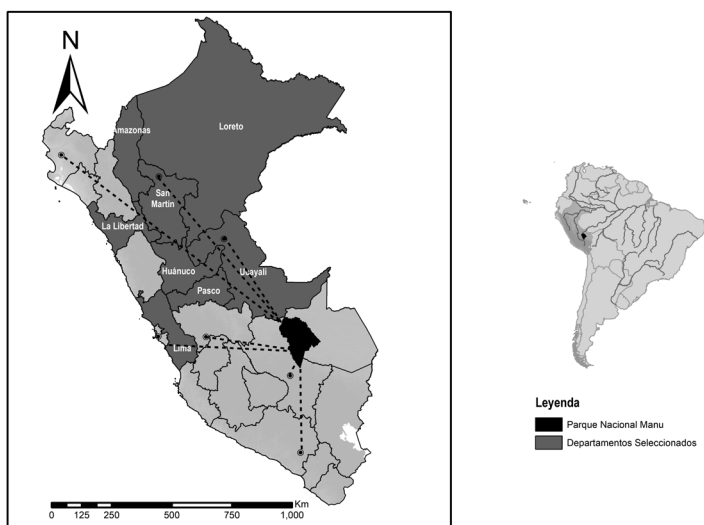 N
Amazonas
Loreto
San
Martín
La Libertad
Huánuco
Ucayali
Pasco
Lima
Km
0 125 250 500 750 1,000
Leyenda
Parque Nacional Manu
Departamentos Seleccionados